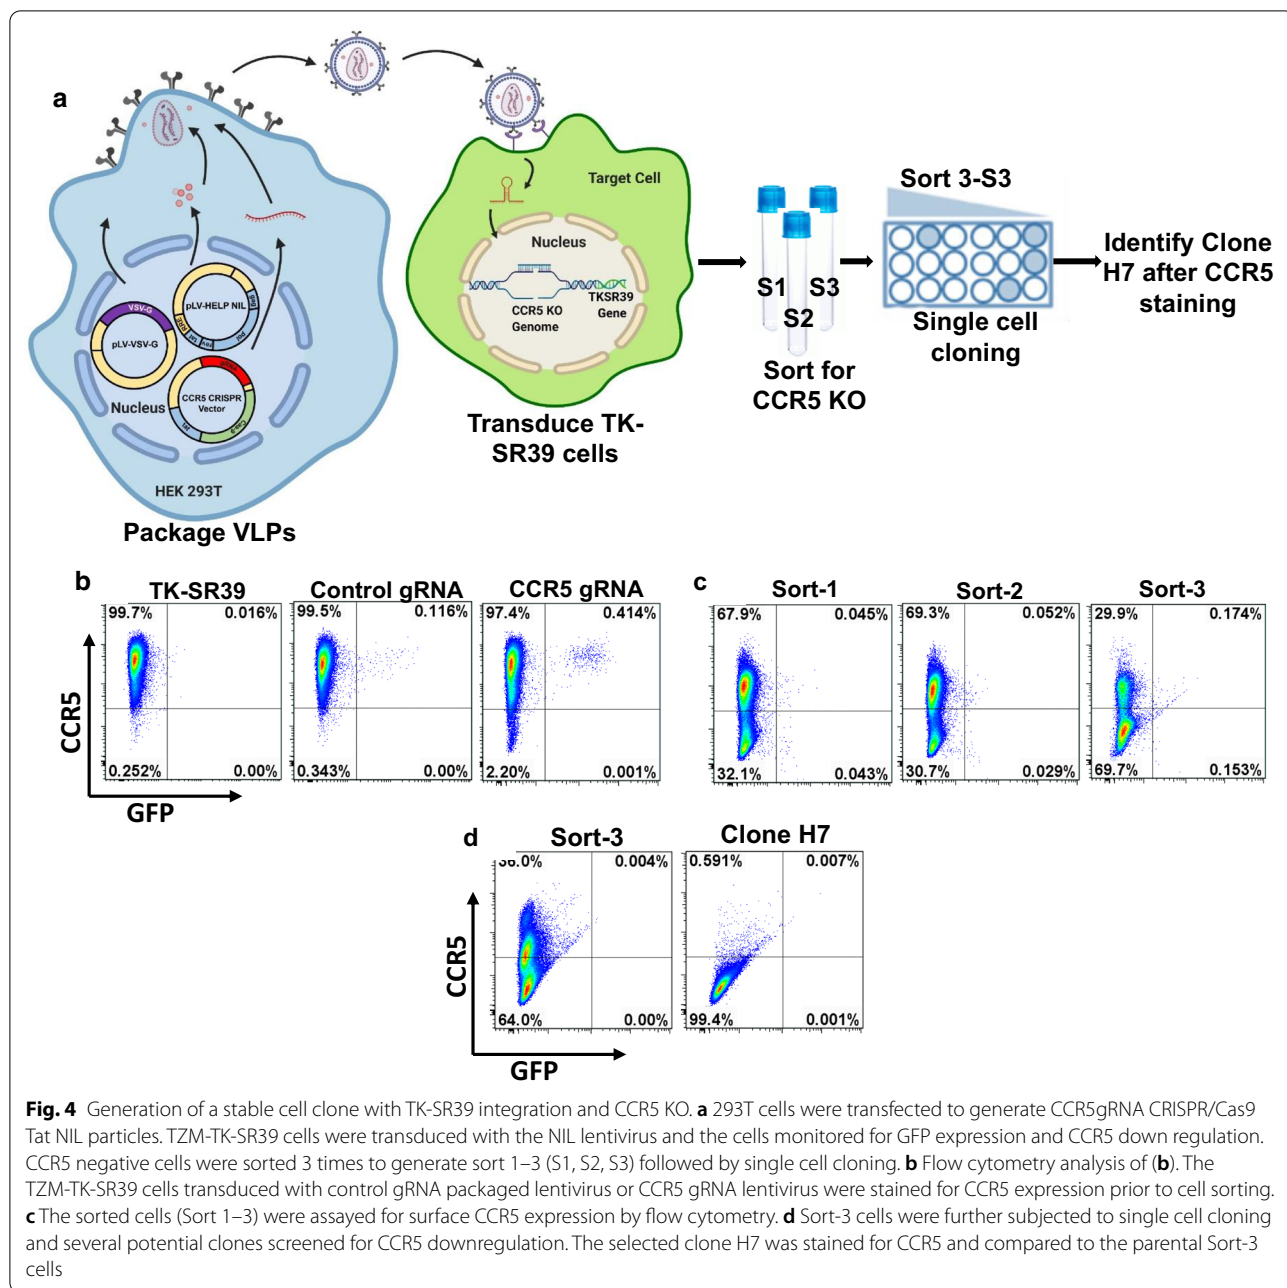 a
Target Cell
Nucleus
CCR5 KO
Genome
TKSR39
Gene
VSV-G
pLV-VSV-G
pLV-HELP NIL
RRE
tat
rev
pol
gag
gRNA
CCR5 CRISPR
Vector
Cas-9
Nucleus
HEK 293T
Package VLPs
Transduce TK-
SR39 cells
S1
S2
S3
Sort for
CCR5 KO
Sort 3-S3
Single cell
cloning
Identify Clone
H7 after CCR5
staining
b
TK-SR39
Control gRNA
CCR5 gRNA
99.7% 0.016%
0.252% 0.00%
99.5% 0.116%
0.343% 0.00%
97.4% 0.414%
2.20% 0.001%
CCR5
GFP
c
Sort-1
Sort-2
Sort-3
67.9% 0.045%
32.1% 0.043%
69.3% 0.052%
30.7% 0.029%
29.9% 0.174%
69.7% 0.153%
d
Sort-3
Clone H7
36.0% 0.004%
64.0% 0.00%
0.591% 0.007%
99.4% 0.001%
CCR5
GFP
Fig. 4 Generation of a stable cell clone with TK-SR39 integration and CCR5 KO. a 293T cells were transfected to generate CCR5gRNA CRISPR/Cas9
Tat NIL particles. TZM-TK-SR39 cells were transduced with the NIL lentivirus and the cells monitored for GFP expression and CCR5 down regulation.
CCR5 negative cells were sorted 3 times to generate sort 1–3 (S1, S2, S3) followed by single cell cloning. b Flow cytometry analysis of (b). The
TZM-TK-SR39 cells transduced with control gRNA packaged lentivirus or CCR5 gRNA lentivirus were stained for CCR5 expression prior to cell sorting.
c The sorted cells (Sort 1–3) were assayed for surface CCR5 expression by flow cytometry. d Sort-3 cells were further subjected to single cell cloning
and several potential clones screened for CCR5 downregulation. The selected clone H7 was stained for CCR5 and compared to the parental Sort-3
cells